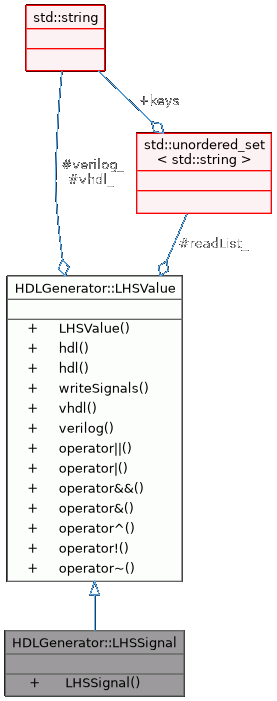 std::string
+keys
std::unordered_set
< std::string >
#verilog_
#vhdl_
#readList_
HDLGenerator::LHSValue
+ LHSValue()
+ hdl()
+ hdl()
+ writeSignals()
+ vhdl()
+ verilog()
+ operator||()
+ operator|()
+ operator&&()
+ operator&()
+ operator^()
+ operator!()
+ operator~()
HDLGenerator::LHSSignal
+ LHSSignal()